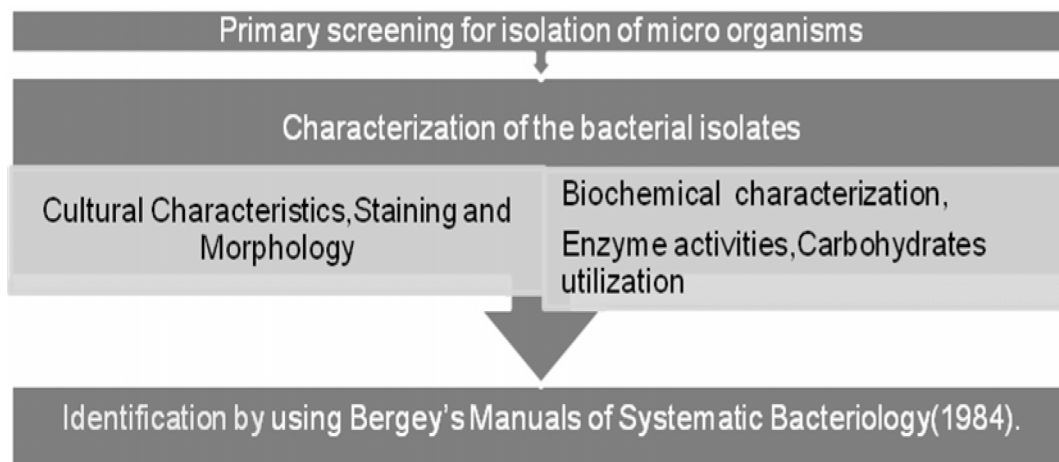 Primary screening for isolation of micro organisms
Characterization of the bacterial isolates
Cultural Characteristics,Staining and
Morphology
Biochemical characterization,
Enzyme activities,Carbohydrates
utilization
Identification by using Bergey's Manuals of Systematic Bacteriology(1984).